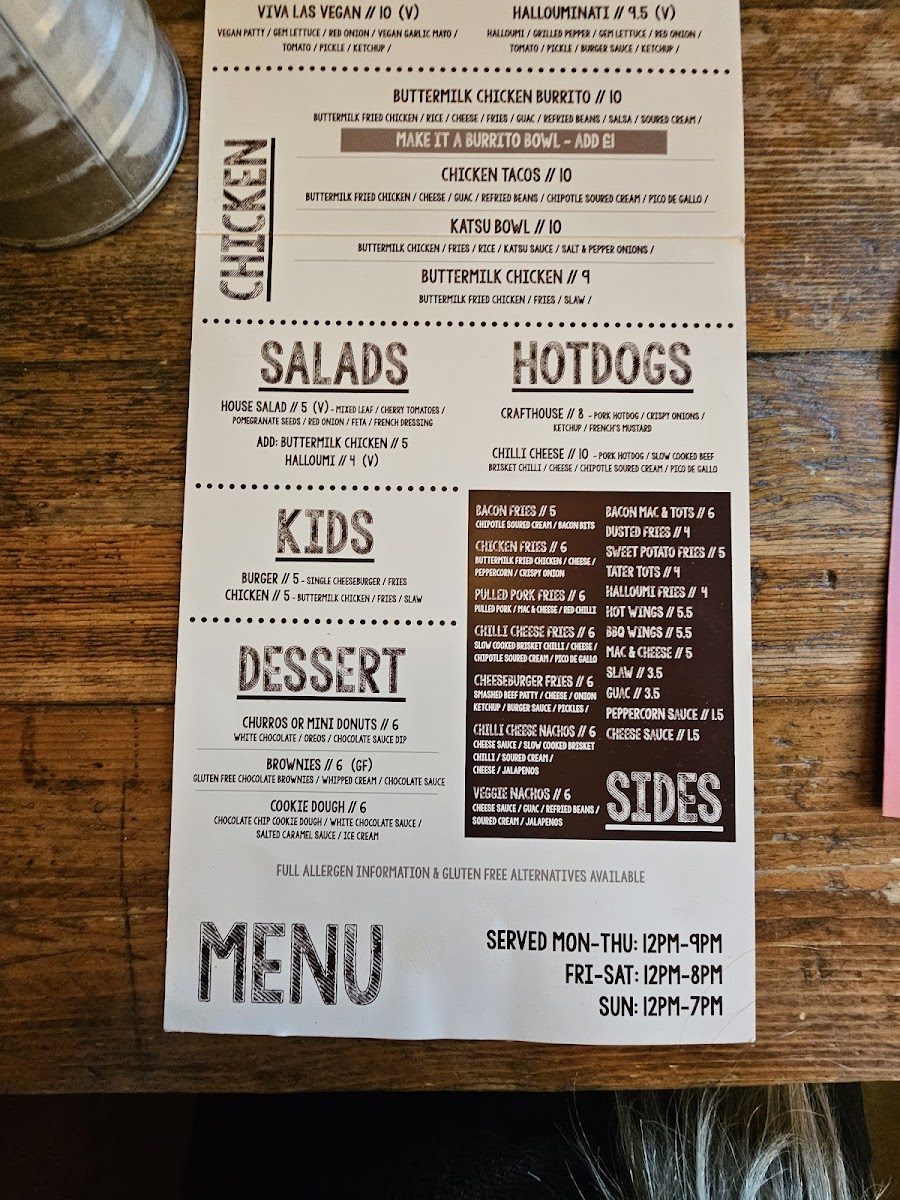 VIVA LAS VEGAN // 10 (V)
VEGAN PATTY / GEM LETTUCE / RED ONION / VEGAN GARLIC MAYO /
TOMATO / PICKLE / KETCHUP /
HALLOUMINATI // 9.5 (V)
HALLOUMI / GRILLED PEPPER / GEM LETTUCE / RED ONION /
TOMATO / PICKLE / BURGER SAUCE / KETCHUP /
CHICKEN
BUTTERMILK CHICKEN BURRITO // 10
BUTTERMILK FRIED CHICKEN / RICE / CHEESE / FRIES / GUAC / REFRIED BEANS / SALSA / SOURED CREAM /
MAKE IT A BURRITO BOWL - ADD £1
CHICKEN TACOS // 10
BUTTERMILK FRIED CHICKEN / CHEESE / GUAC / REFRIED BEANS / CHIPOTLE SOURED CREAM / PICO DE GALLO /
KATSU BOWL // 10
BUTTERMILK CHICKEN / FRIES / RICE / KATSU SAUCE / SALT & PEPPER ONIONS /
BUTTERMILK CHICKEN // 9
BUTTERMILK FRIED CHICKEN / FRIES / SLAW /
SALADS
HOUSE SALAD // 5 (V) - MIXED LEAF / CHERRY TOMATOES /
POMEGRANATE SEEDS / RED ONION / FETA / FRENCH DRESSING
ADD: BUTTERMILK CHICKEN // 5
HALLOUMI // 4 (V)
HOTDOGS
CRAFTHOUSE // 8 - PORK HOTDOG / CRISPY ONIONS /
KETCHUP / FRENCH'S MUSTARD
CHILLI CHEESE // 10 - PORK HOTDOG / SLOW COOKED BEEF
BRISKET CHILLI / CHEESE / CHIPOTLE SOURED CREAM / PICO DE GALLO
KIDS
BURGER // 5 - SINGLE CHEESEBURGER / FRIES
CHICKEN // 5 - BUTTERMILK CHICKEN / FRIES / SLAW
DESSERT
CHURROS OR MINI DONUTS // 6
WHITE CHOCOLATE / OREOS / CHOCOLATE SAUCE DIP
BROWNIES // 6 (GF)
GLUTEN FREE CHOCOLATE BROWNIES / WHIPPED CREAM / CHOCOLATE SAUCE
COOKIE DOUGH // 6
CHOCOLATE CHIP COOKIE DOUGH / WHITE CHOCOLATE SAUCE /
SALTED CARAMEL SAUCE / ICE CREAM
BACON FRIES // 5
CHIPOTLE SOURED CREAM / BACON BITS
CHICKEN FRIES // 6
BUTTERMILK FRIED CHICKEN / CHEESE /
PEPPERCORN / CRISPY ONION
PULLED PORK FRIES // 6
PULLED PORK / MAC & CHEESE / RED CHILLI
CHILLI CHEESE FRIES // 6
SLOW COOKED BRISKET CHILLI / CHEESE /
CHIPOTLE SOURED CREAM / PICO DE GALLO
CHEESEBURGER FRIES // 6
SMASHED BEEF PATTY / CHEESE / ONION
KETCHUP / BURGER SAUCE / PICKLES /
CHILLI CHEESE NACHOS // 6
CHEESE SAUCE / SLOW COOKED BRISKET
CHILLI / SOURED CREAM /
CHEESE / JALAPENOS
VEGGIE NACHOS // 6
CHEESE SAUCE / GUAC / REFRIED BEANS /
SOURED CREAM / JALAPENOS
BACON MAC & TOTS // 6
DUSTED FRIES // 4
SWEET POTATO FRIES // 5
TATER TOTS // 4
HALLOUMI FRIES // 4
HOT WINGS // 5.5
BBQ WINGS // 5.5
MAC & CHEESE // 5
SLAW // 3.5
GUAC // 3.5
PEPPERCORN SAUCE // 1.5
CHEESE SAUCE // 1.5
SIDES
FULL ALLERGEN INFORMATION & GLUTEN FREE ALTERNATIVES AVAILABLE
MENU
SERVED MON-THU: 12PM-9PM
FRI-SAT: 12PM-8PM
SUN: 12PM-7PM